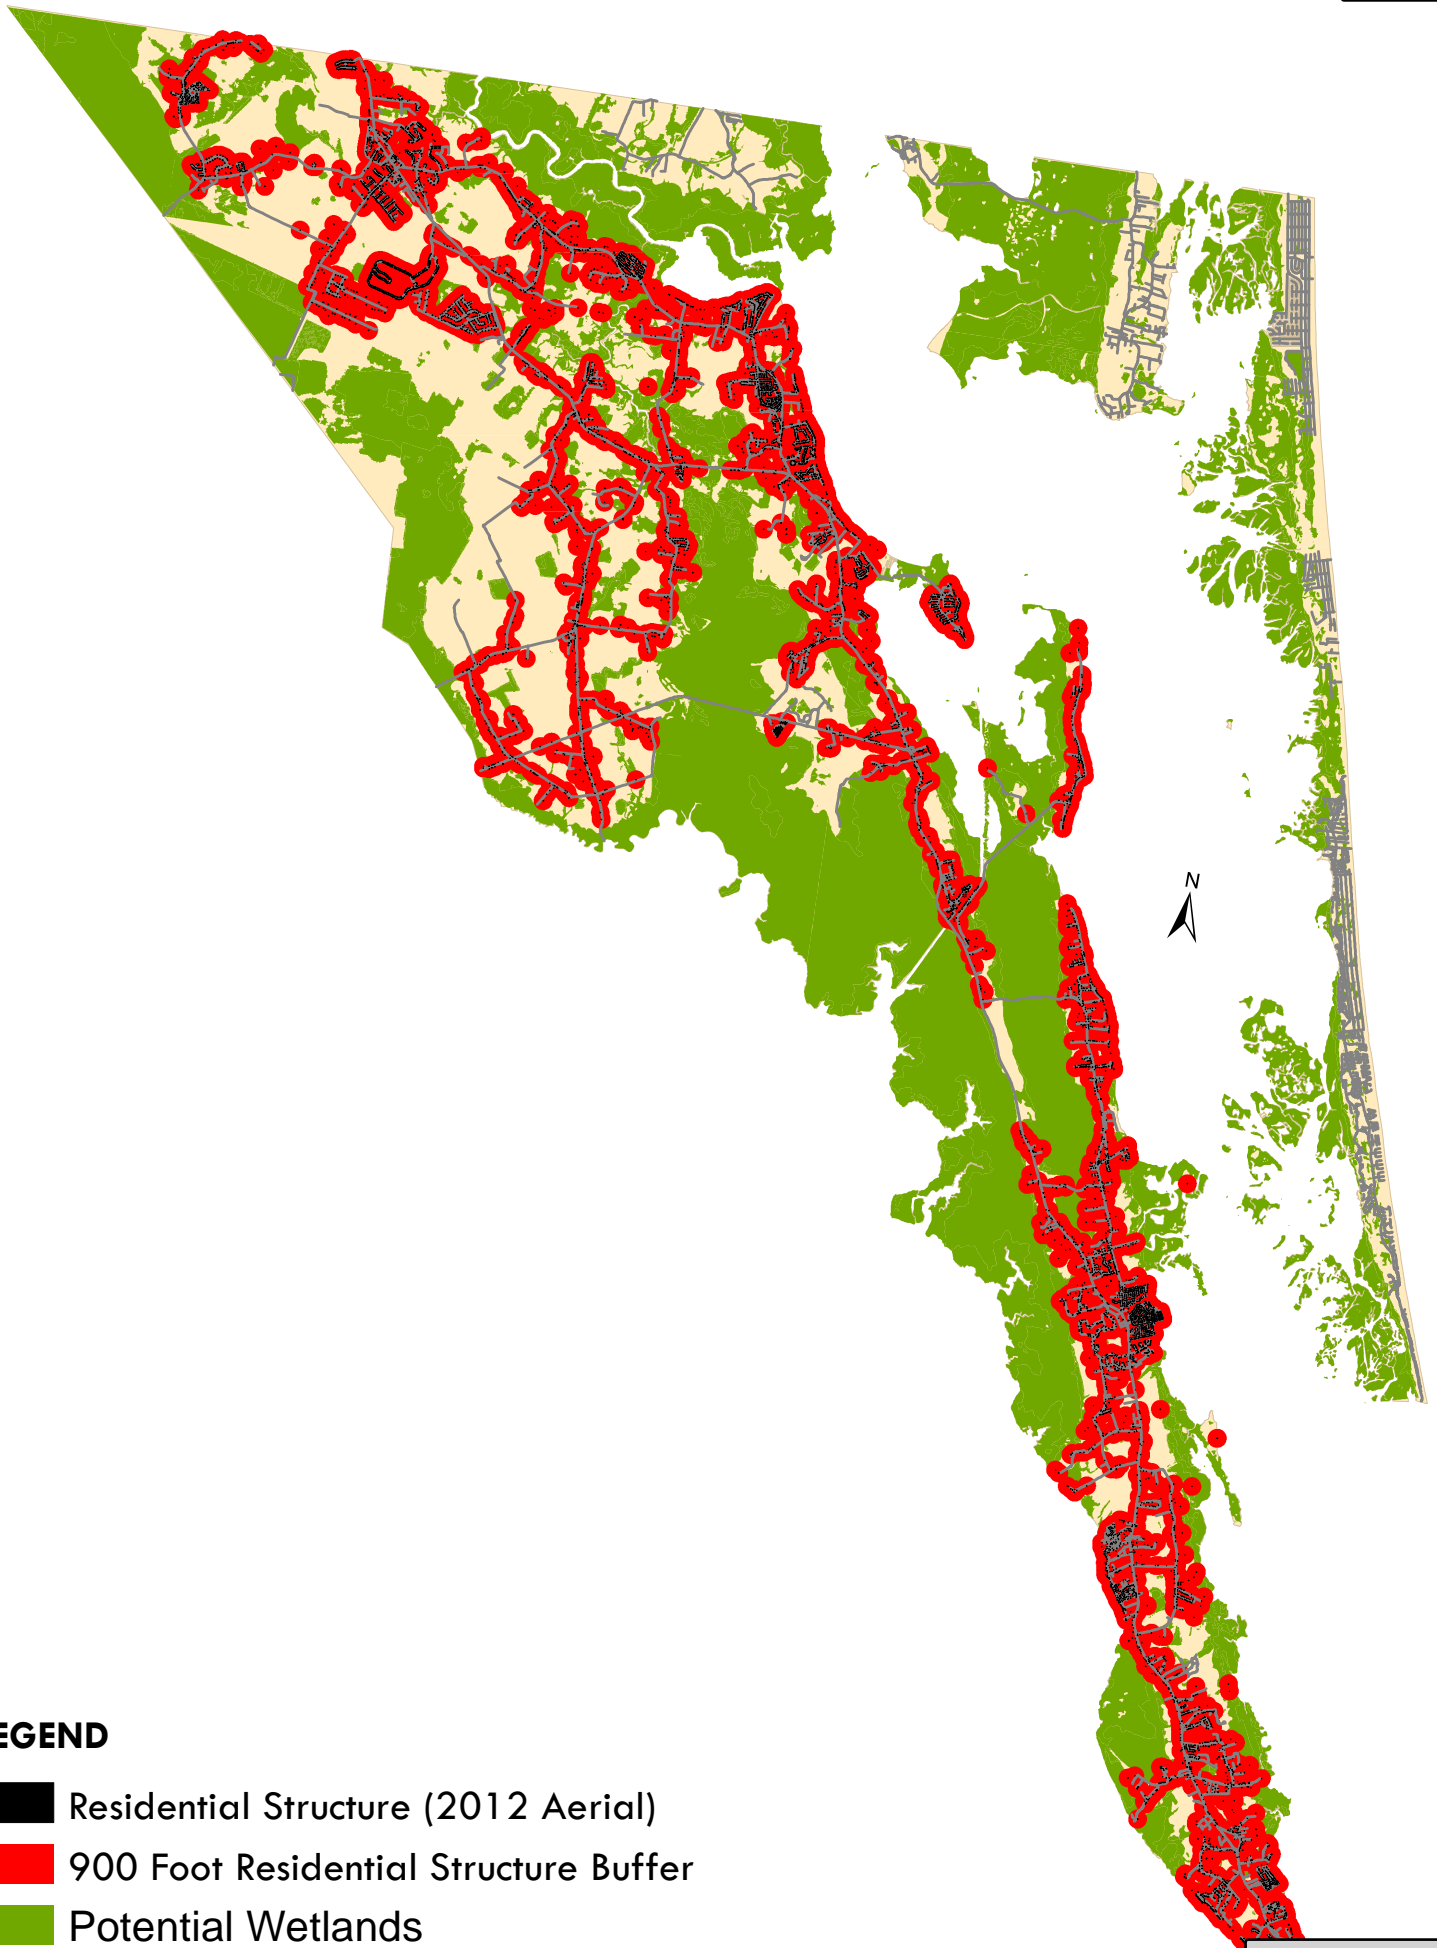 N
EGEND
Residential Structure (2012 Aerial)
900 Foot Residential Structure Buffer
Potential Wetlands